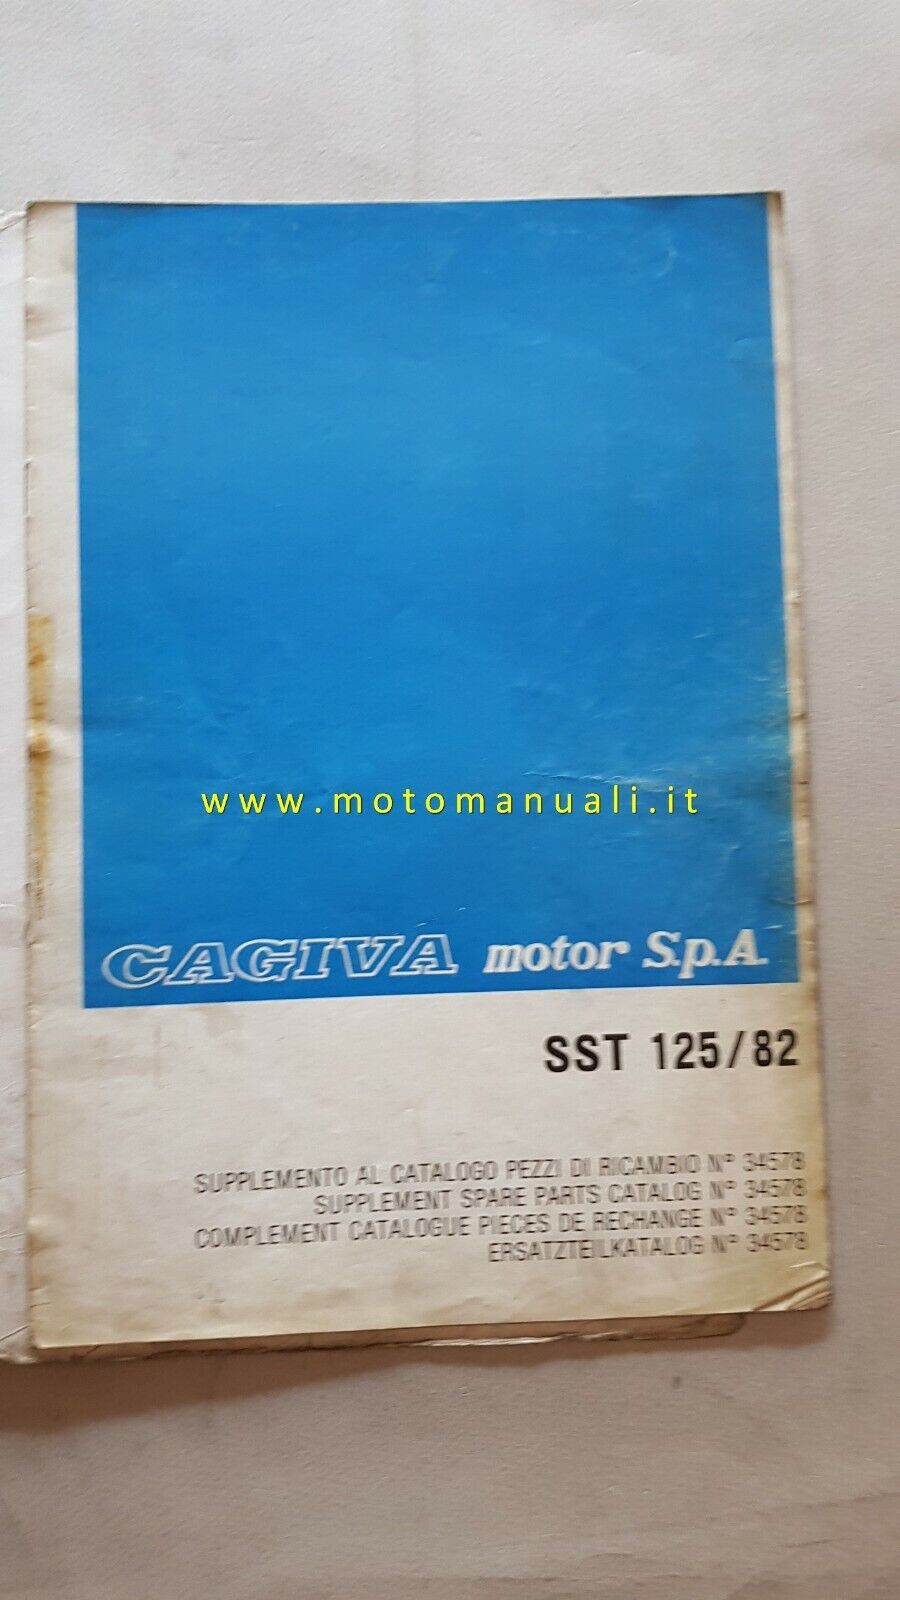 www.motomanuali.it
CAGIVA motor S.p.A.
SST 125/82
SUPPLEMENTO AL CATALOGO PEZZI DI RICAMBIO N° 34578
SUPPLEMENT SPARE PARTS CATALOG N° 34578
COMPLEMENT CATALOGUE PIECES DE RECHANGE N° 34578
ERSATZTEILKATALOG N° 34578